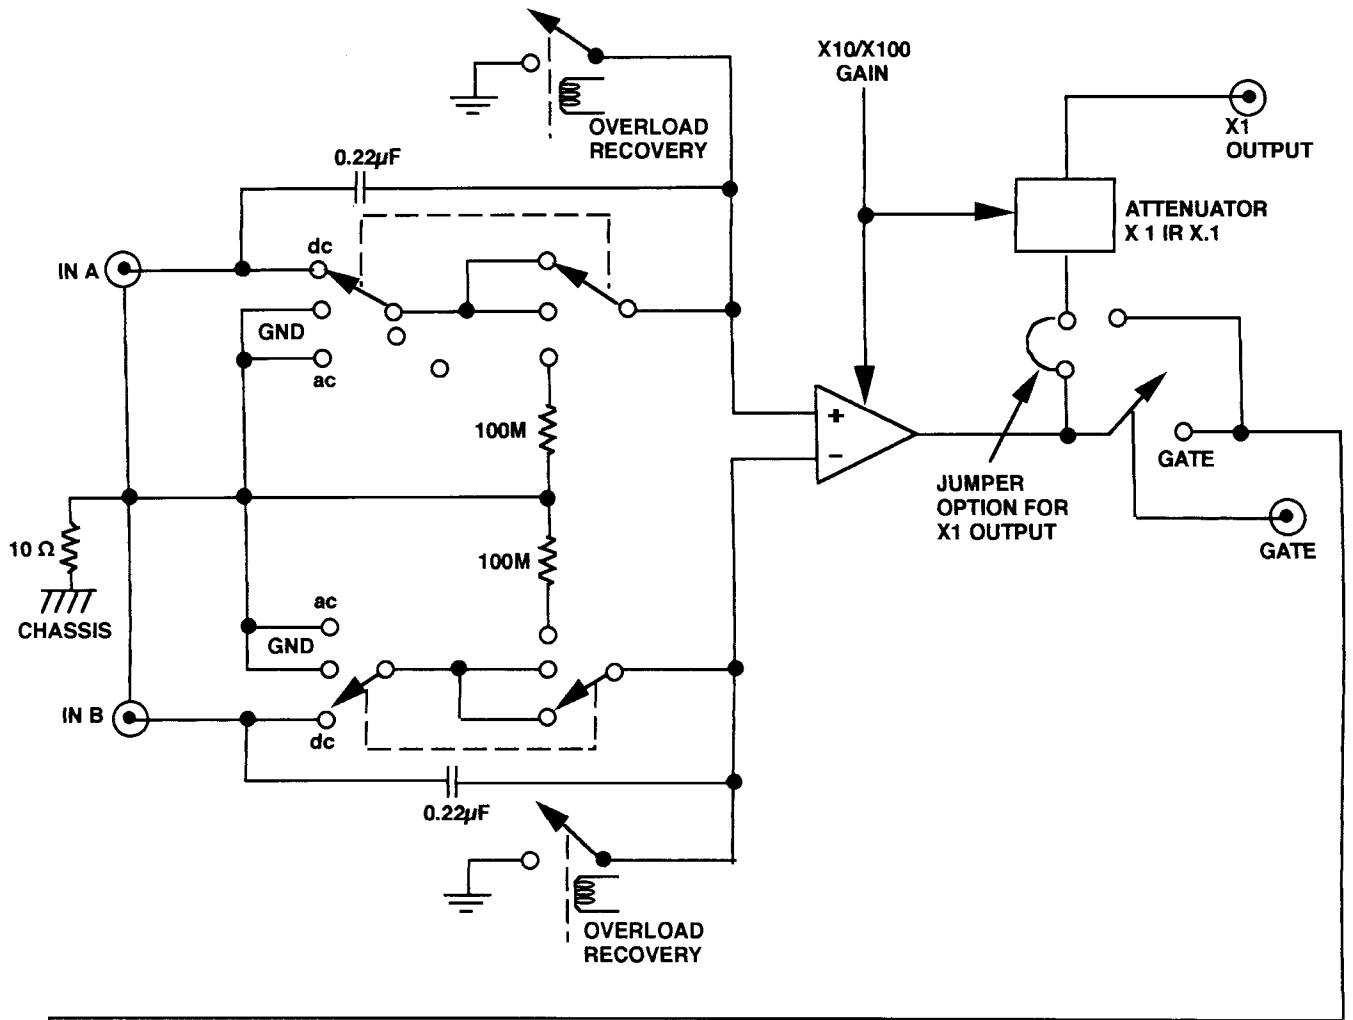 X10/X100
GAIN
X1
OUTPUT
OVERLOAD
RECOVERY
0.22µF
ATTENUATOR
X 1 IR X.1
IN A
dc
GND
ac
100M
+
−
JUMPER
OPTION FOR
X1 OUTPUT
GATE
GATE
10 Ω
CHASSIS
100M
ac
GND
IN B
dc
0.22µF
OVERLOAD
RECOVERY